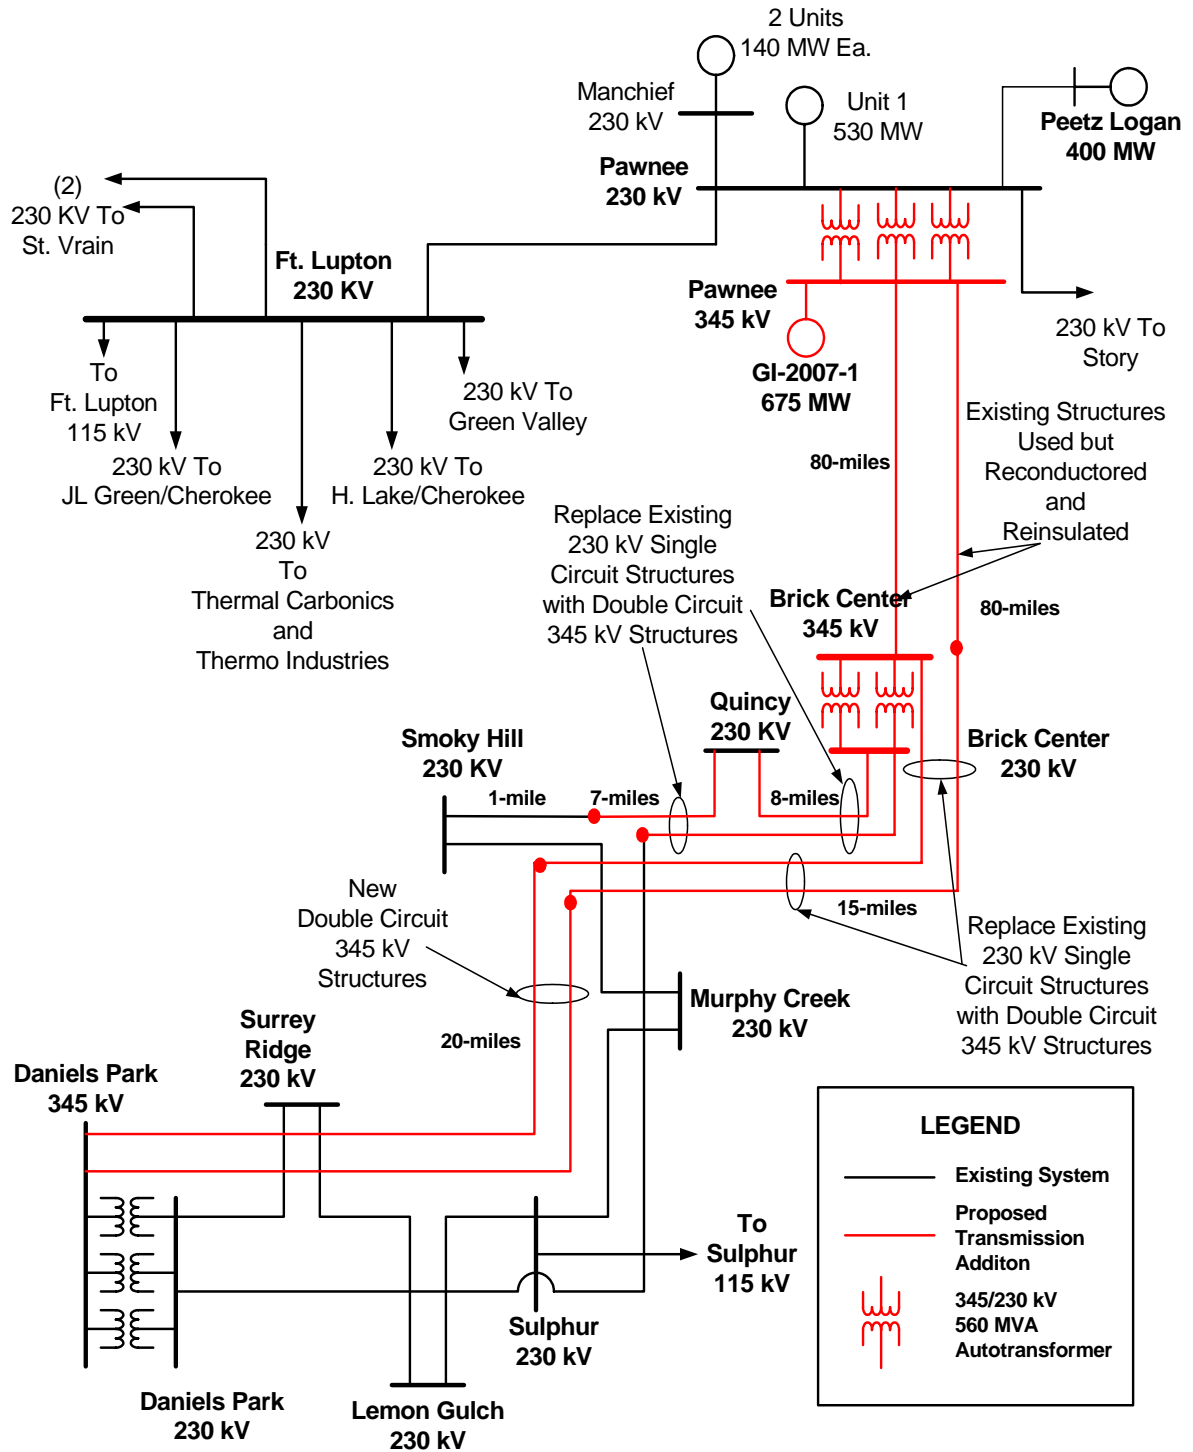 2 Units
140 MW Ea.
Manchief
230 kV
Unit 1
530 MW
Peetz Logan
400 MW
Pawnee
230 kV
(2)
230 KV To
St. Vrain
Ft. Lupton
230 KV
Pawnee
345 kV
230 kV To
Story
GI-2007-1
675 MW
To
Ft. Lupton
115 kV
230 kV To
Green Valley
230 kV To
JL Green/Cherokee
230 kV To
H. Lake/Cherokee
230 kV
To
Thermal Carbonics
and
Thermo Industries
80-miles
Existing Structures
Used but
Reconductored
and
Reinsulated
Replace Existing
230 kV Single
Circuit Structures
with Double Circuit
345 kV Structures
Brick Center
345 kV
80-miles
Quincy
230 KV
Smoky Hill
230 KV
Brick Center
230 kV
1-mile
7-miles
8-miles
New
Double Circuit
345 kV
Structures
15-miles
Replace Existing
230 kV Single
Circuit Structures
with Double Circuit
345 kV Structures
Murphy Creek
230 kV
20-miles
Surrey
Ridge
230 kV
Daniels Park
345 kV
To
Sulphur
115 kV
Sulphur
230 kV
Daniels Park
230 kV
Lemon Gulch
230 kV
LEGEND
Existing System
Proposed
Transmission
Additon
345/230 kV
560 MVA
Autotransformer